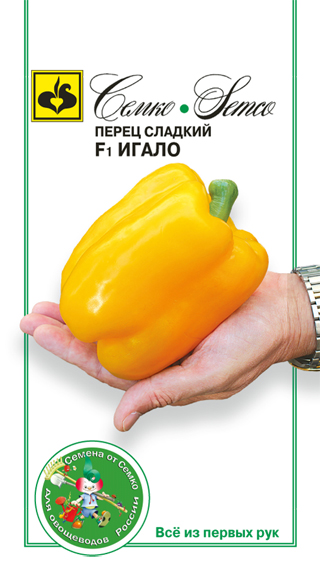 Семко • Semco
ПЕРЕЦ СЛАДКИЙ
F1 ИГАЛО
Семена от Семко
Для овощеводов России
Всё из первых рук